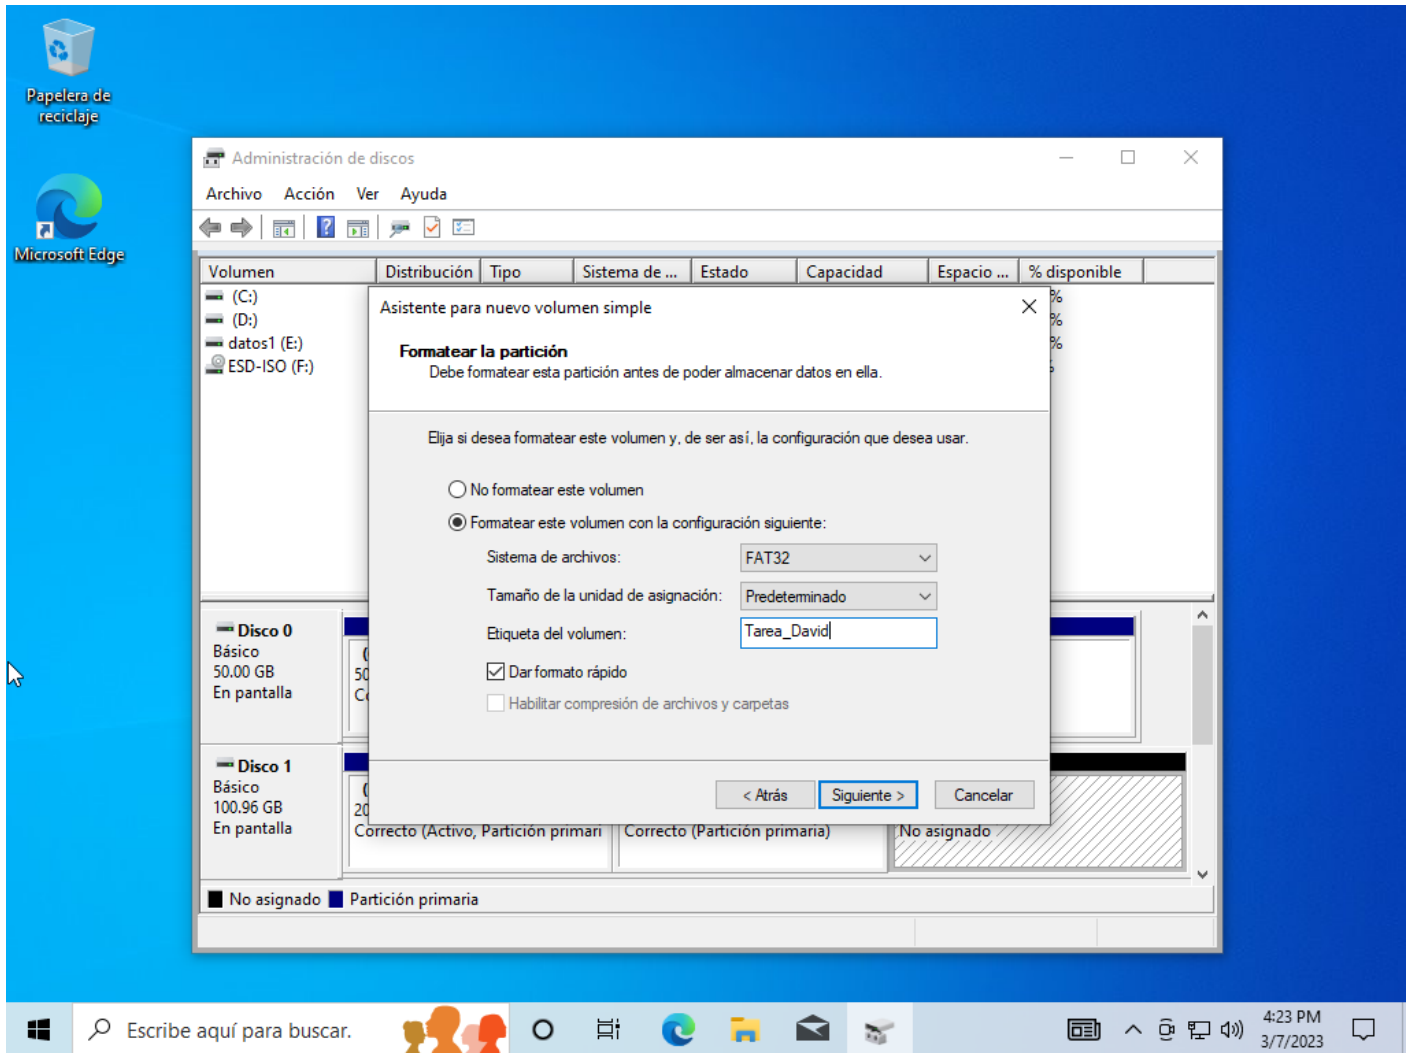 Papelera de
reciclaje
Microsoft Edge
Administración de discos
Archivo Acción Ver Ayuda
Volumen Distribución Tipo Sistema de ... Estado Capacidad Espacio ... % disponible
(C:) %
(D:) %
datos1 (E:) %
ESD-ISO (F:)
Asistente para nuevo volumen simple
Formatear la partición
Debe formatear esta partición antes de poder almacenar datos en ella.
Elija si desea formatear este volumen y, de ser así, la configuración que desea usar.
No formatear este volumen
Formatear este volumen con la configuración siguiente:
Sistema de archivos: FAT32
Tamaño de la unidad de asignación: Predeterminado
Etiqueta del volumen: Tarea_David
Dar formato rápido
Habilitar compresión de archivos y carpetas
< Atrás Siguiente > Cancelar
Disco 0
Básico
50.00 GB
En pantalla
Disco 1
Básico
100.96 GB
En pantalla
Correcto (Activo, Partición primari Correcto (Partición primaria) No asignado
No asignado Partición primaria
Escribe aquí para buscar.
4:23 PM
3/7/2023